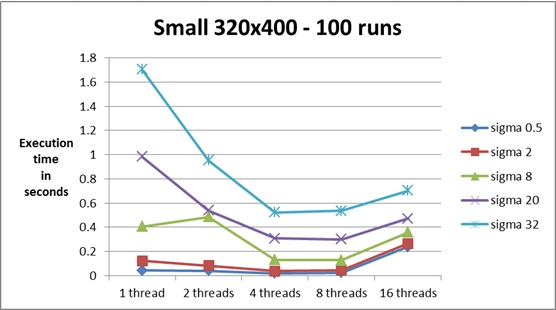 Small 320x400 - 100 runs
1.8
1.6
1.4
1.2
1
0.8
0.6
0.4
0.2
0
Execution
time
in
seconds
1 thread 2 threads 4 threads 8 threads 16 threads
sigma 0.5
sigma 2
sigma 8
sigma 20
sigma 32